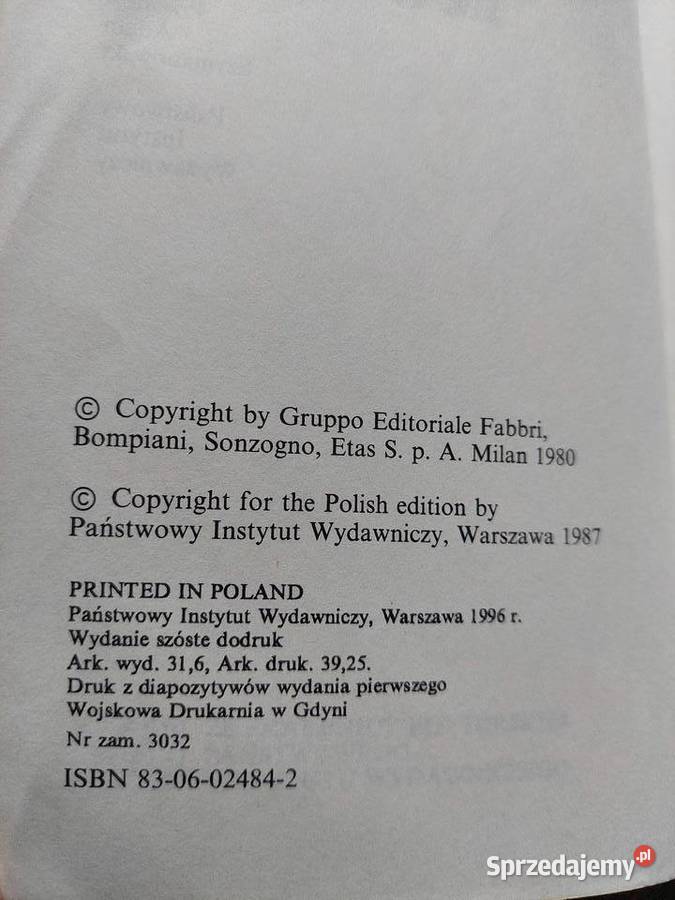 © Copyright by Gruppo Editoriale Fabbri,
Bompiani, Sonzogno, Etas S. p. A. Milan 1980
© Copyright for the Polish edition by
Państwowy Instytut Wydawniczy, Warszawa 1987
PRINTED IN POLAND
Państwowy Instytut Wydawniczy, Warszawa 1996 r.
Wydanie szóste dodruk
Ark. wyd. 31,6, Ark. druk. 39,25.
Druk z diapozytywów wydania pierwszego
Wojskowa Drukarnia w Gdyni
Nr zam. 3032
ISBN 83-06-02484-2
Sprzedajemy.pl